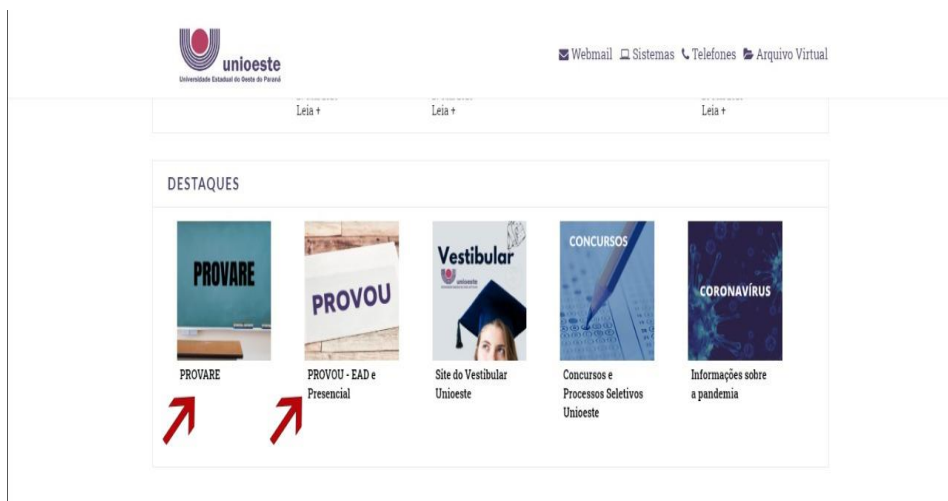 unioeste
Universidade Estadual do Oeste do Paraná
Webmail Sistemas Telefones Arquivo Virtual
Leia + Leia + Leia +
DESTAQUES
PROVARE
PROVOU
Vestibular
unioeste
CONCURSOS
CORONAVÍRUS
PROVARE
PROVOU - EAD e
Presencial
Site do Vestibular
Unioeste
Concursos e
Processos Seletivos
Unioeste
Informações sobre
a pandemia